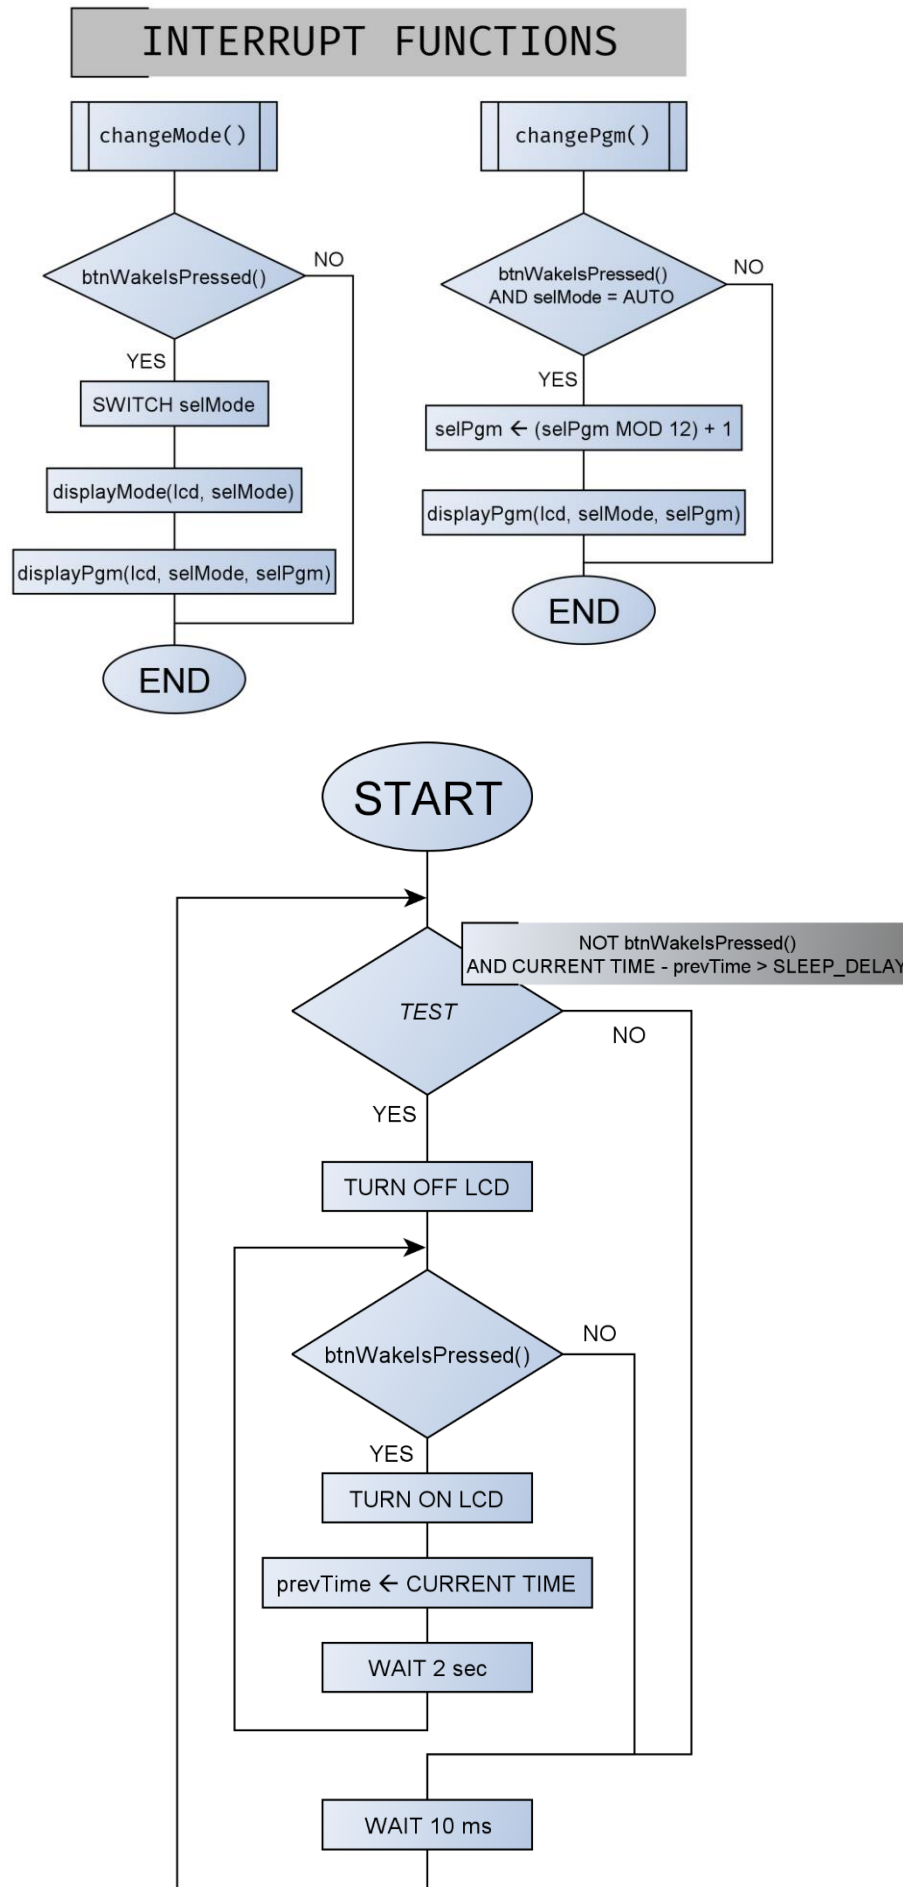 INTERRUPT FUNCTIONS
changeMode()
btnWakeIsPressed()
NO
YES
SWITCH selMode
displayMode(lcd, selMode)
displayPgm(lcd, selMode, selPgm)
END
changePgm()
btnWakeIsPressed()
AND selMode = AUTO
NO
YES
selPgm ← (selPgm MOD 12) + 1
displayPgm(lcd, selMode, selPgm)
END
START
NOT btnWakeIsPressed()
AND CURRENT TIME - prevTime > SLEEP_DELAY
TEST
NO
YES
TURN OFF LCD
btnWakeIsPressed()
NO
YES
TURN ON LCD
prevTime ← CURRENT TIME
WAIT 2 sec
WAIT 10 ms